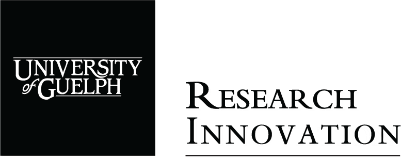 UNIVERSITY
of GUELPH
RESEARCH
INNOVATION